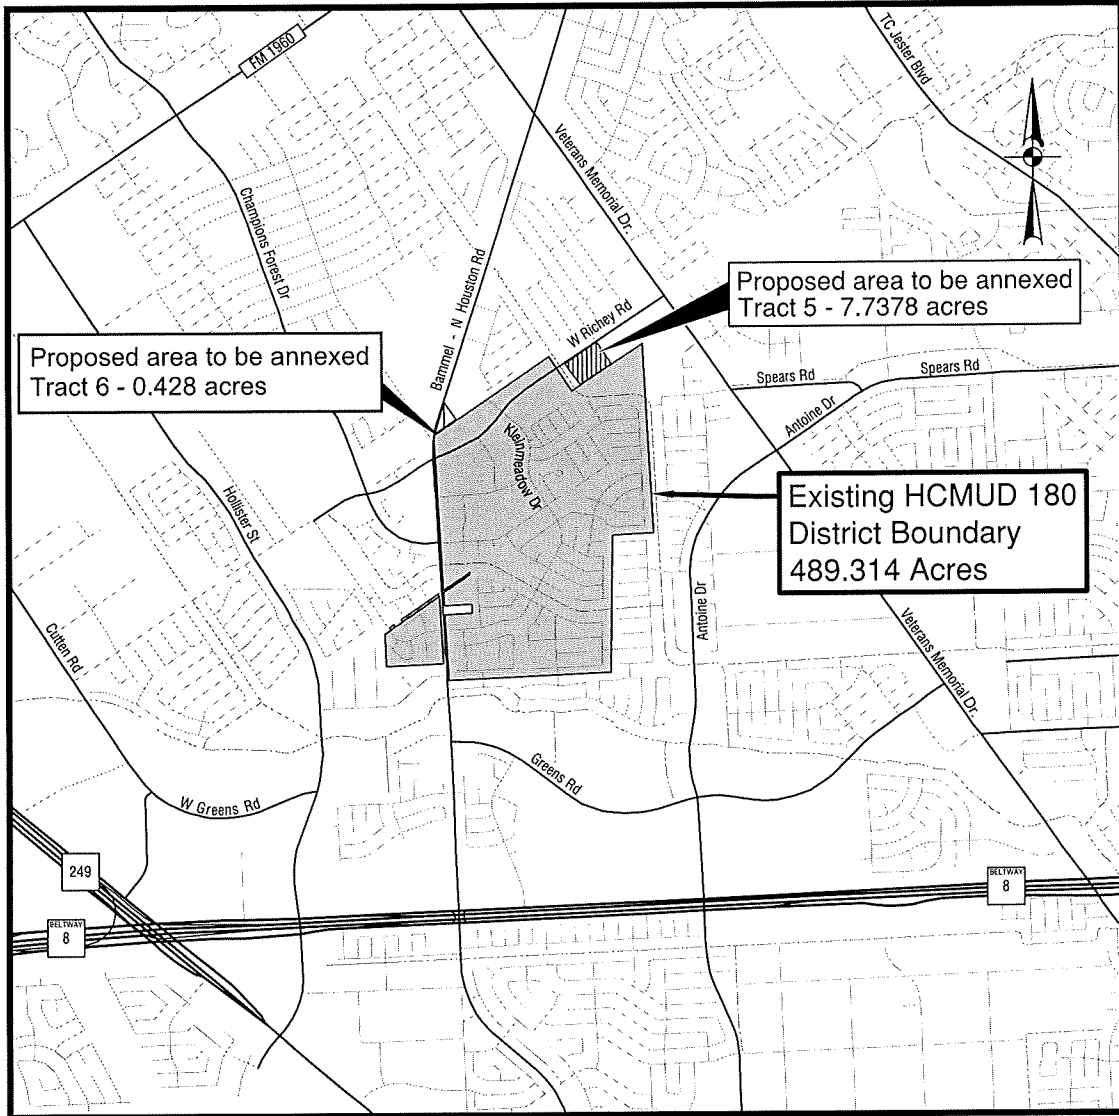 FM 1960
TC Jester Blvd
Veterans Memorial Dr.
Champions Forest Dr
Bammel - N Houston Rd
W Richey Rd
Proposed area to be annexed
Tract 5 - 7.7378 acres
Proposed area to be annexed
Tract 6 - 0.428 acres
Spears Rd
Spears Rd
Antoine Dr
Kleinmeadow Dr
Hollister St.
Existing HCMUD 180
District Boundary
489.314 Acres
Antoine Dr
Cutten Rd
Veterans Memorial Dr.
Greens Rd
W Greens Rd
249
BELTWAY
8
BELTWAY
8